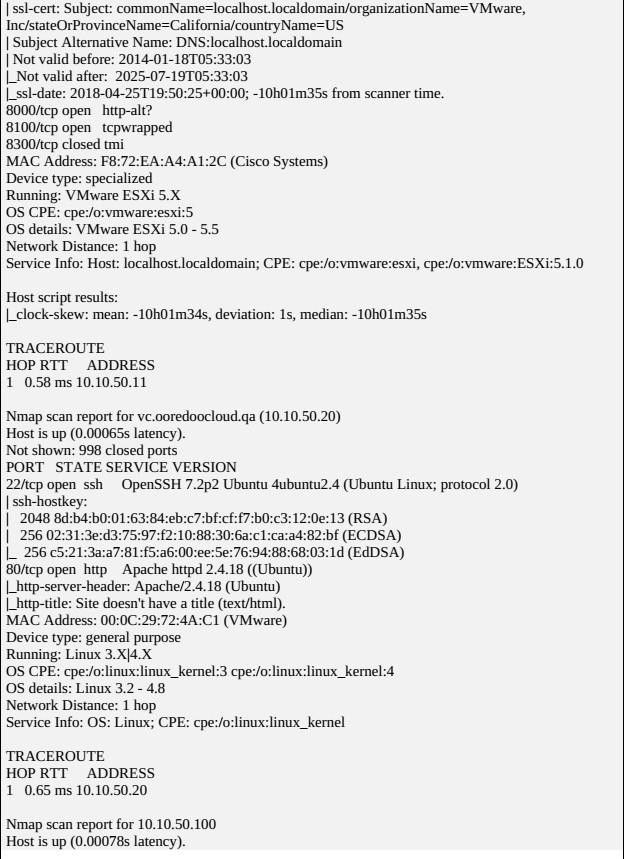 | ssl-cert: Subject: commonName=localhost.localdomain/organizationName=VMware,
Inc/stateOrProvinceName=California/countryName=US
| Subject Alternative Name: DNS:localhost.localdomain
| Not valid before: 2014-01-18T05:33:03
|_Not valid after:  2025-07-19T05:33:03
|_ssl-date: 2018-04-25T19:50:25+00:00; -10h01m35s from scanner time.
8000/tcp open   http-alt?
8100/tcp open   tcpwrapped
8300/tcp closed tmi
MAC Address: F8:72:EA:A4:A1:2C (Cisco Systems)
Device type: specialized
Running: VMware ESXi 5.X
OS CPE: cpe:/o:vmware:esxi:5
OS details: VMware ESXi 5.0 - 5.5
Network Distance: 1 hop
Service Info: Host: localhost.localdomain; CPE: cpe:/o:vmware:esxi, cpe:/o:vmware:ESXi:5.1.0
Host script results:
|_clock-skew: mean: -10h01m34s, deviation: 1s, median: -10h01m35s
TRACEROUTE
HOP RTT     ADDRESS
1   0.58 ms 10.10.50.11
Nmap scan report for vc.ooredoocloud.qa (10.10.50.20)
Host is up (0.00065s latency).
Not shown: 998 closed ports
PORT   STATE SERVICE VERSION
22/tcp open  ssh     OpenSSH 7.2p2 Ubuntu 4ubuntu2.4 (Ubuntu Linux; protocol 2.0)
| ssh-hostkey:
|   2048 8d:b4:b0:01:63:84:eb:c7:bf:cf:f7:b0:c3:12:0e:13 (RSA)
|   256 02:31:3e:d3:75:97:f2:10:88:30:6a:c1:ca:a4:82:bf (ECDSA)
|_  256 c5:21:3a:a7:81:f5:a6:00:ee:5e:76:94:88:68:03:1d (EdDSA)
80/tcp open  http    Apache httpd 2.4.18 ((Ubuntu))
|_http-server-header: Apache/2.4.18 (Ubuntu)
|_http-title: Site doesn't have a title (text/html).
MAC Address: 00:0C:29:72:4A:C1 (VMware)
Device type: general purpose
Running: Linux 3.X|4.X
OS CPE: cpe:/o:linux:linux_kernel:3 cpe:/o:linux:linux_kernel:4
OS details: Linux 3.2 - 4.8
Network Distance: 1 hop
Service Info: OS: Linux; CPE: cpe:/o:linux:linux_kernel
TRACEROUTE
HOP RTT     ADDRESS
1   0.65 ms 10.10.50.20
Nmap scan report for 10.10.50.100
Host is up (0.00078s latency).